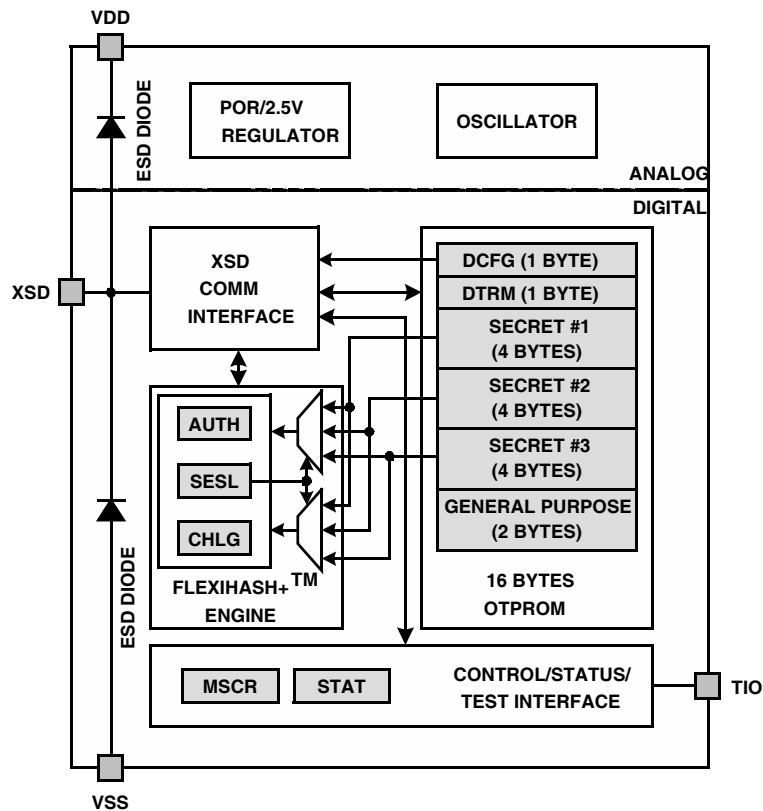 VDD
ESD DIODE
POR/2.5V
REGULATOR
OSCILLATOR
ANALOG
DIGITAL
XSD
XSD
COMM
INTERFACE
DCFG (1 BYTE)
DTRM (1 BYTE)
SECRET #1
(4 BYTES)
SECRET #2
(4 BYTES)
SECRET #3
(4 BYTES)
GENERAL PURPOSE
(2 BYTES)
16 BYTES
OTPROM
AUTH
SESL
CHLG
FLEXIHASH+ TM
ENGINE
ESD DIODE
MSCR
STAT
CONTROL/STATUS/
TEST INTERFACE
TIO
VSS